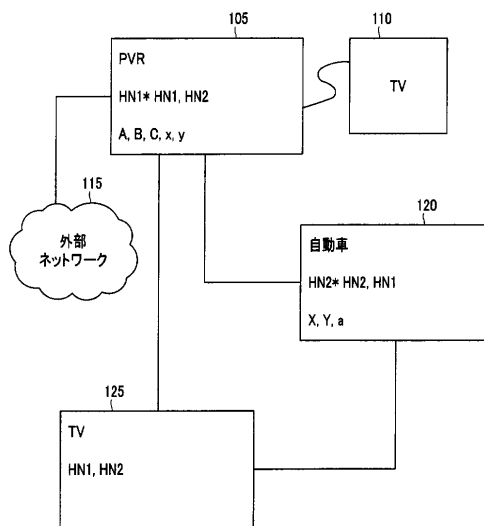 105
PVR
HN1* HN1, HN2
A, B, C, x, y
110
TV
115
外部
ネットワーク
120
自動車
HN2* HN2, HN1
X, Y, a
125
TV
HN1, HN2